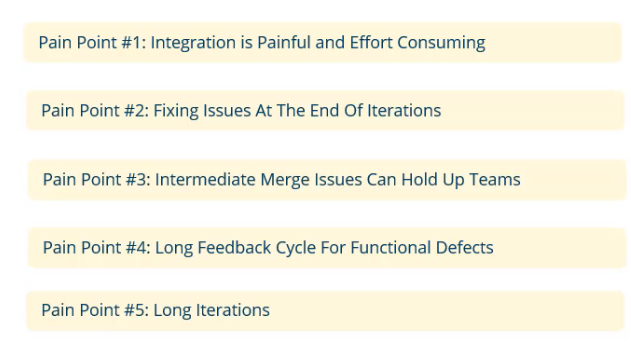 Pain Point #1: Integration is Painful and Effort Consuming
Pain Point #2: Fixing Issues At The End Of Iterations
Pain Point #3: Intermediate Merge Issues Can Hold Up Teams
Pain Point #4: Long Feedback Cycle For Functional Defects
Pain Point #5: Long Iterations